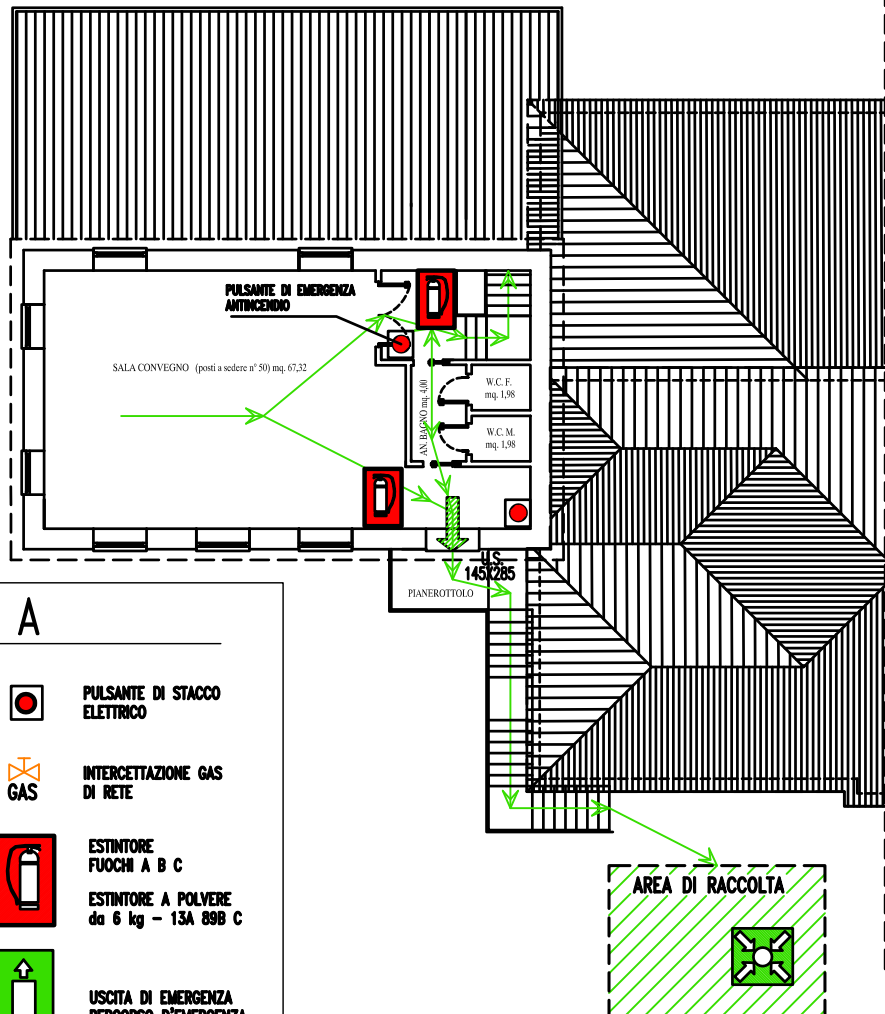 PULSANTE DI EMERGENZA
ANTINCENDIO
SALA CONVEGNO (posti a sedere n° 50) mq. 67,32
AN. BAGNO mq. 4,00
W.C. F.
mq. 1,98
W.C. M.
mq. 1,98
U.S.
145X285
PIANEROTTOLO
A
PULSANTE DI STACCO
ELETTRICO
GAS
INTERCETTAZIONE GAS
DI RETE
ESTINTORE
FUOCHI A B C
ESTINTORE A POLVERE
da 6 kg - 13A 89B C
USCITA DI EMERGENZA
PERCORSO D'EMERGENZA
AREA DI RACCOLTA